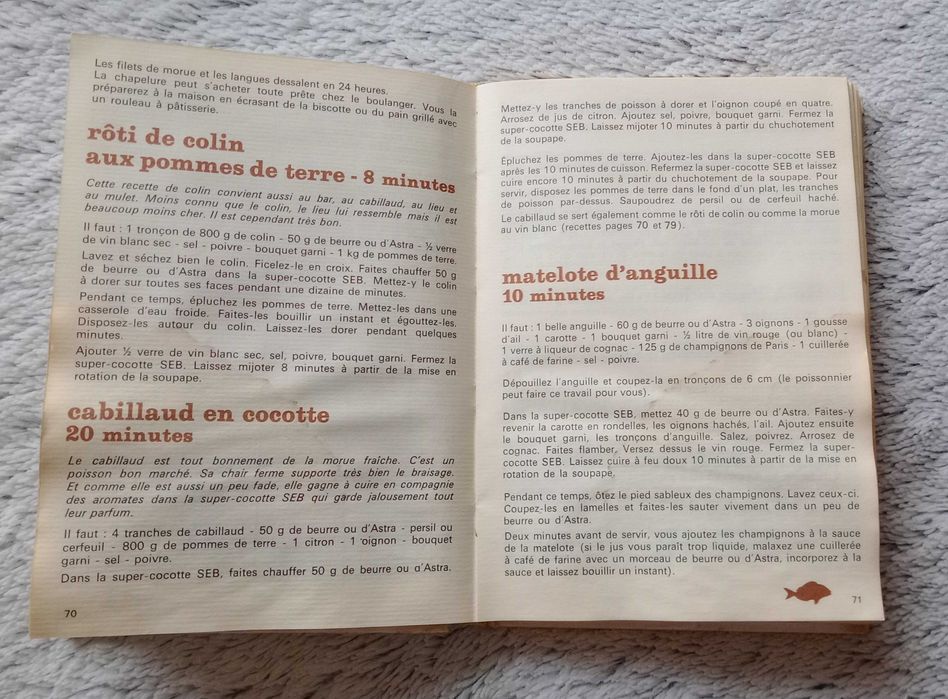 Les filets de morue et les langues dessalent en 24 heures.
La chapelure peut s'acheter toute prête chez le boulanger. Vous la
préparerez à la maison en écrasant de la biscotte ou du pain grillé avec
un rouleau à pâtisserie.
rôti de colin
aux pommes de terre - 8 minutes
Cette recette de colin convient aussi au bar, au cabillaud, au lieu et
au mulet. Moins connu que le colin, le lieu lui ressemble mais il est
beaucoup moins cher. Il est cependant très bon.
Il faut : 1 tronçon de 800 g de colin - 50 g de beurre ou d'Astra - ½ verre
de vin blanc sec - sel - poivre - bouquet garni - 1 kg de pommes de terre.
Lavez et séchez bien le colin. Ficelez-le en croix. Faites chauffer 50 g
de beurre ou d'Astra dans la super-cocotte SEB. Mettez-y le colin
à dorer sur toutes ses faces pendant une dizaine de minutes.
Pendant ce temps, épluchez les pommes de terre. Mettez-les dans une
casserole d'eau froide. Faites-les bouillir un instant et égouttez-les.
Disposez-les autour du colin. Laissez-les dorer pendant quelques
minutes.
Ajouter ½ verre de vin blanc sec, sel, poivre, bouquet garni. Fermez la
super-cocotte SEB. Laissez mijoter 8 minutes à partir de la mise en
rotation de la soupape.
cabillaud en cocotte
20 minutes
Le cabillaud est tout bonnement de la morue fraîche. C'est un
poisson bon marché. Sa chair ferme supporte très bien le braisage.
Et comme elle est aussi un peu fade, elle gagne à cuire en compagnie
des aromates dans la super-cocotte SEB qui garde jalousement tout
leur parfum.
Il faut : 4 tranches de cabillaud - 50 g de beurre ou d'Astra - persil ou
cerfeuil - 800 g de pommes de terre - 1 citron - 1 oignon - bouquet
garni - sel - poivre.
Dans la super-cocotte SEB, faites chauffer 50 g de beurre ou d'Astra.
70
Mettez-y les tranches de poisson à dorer et l'oignon coupé en quatre.
Arrosez de jus de citron. Ajoutez sel, poivre, bouquet garni. Fermez la
super-cocotte SEB. Laissez mijoter 10 minutes à partir du chuchotement
de la soupape.
Épluchez les pommes de terre. Ajoutez-les dans la super-cocotte SEB
après les 10 minutes de cuisson. Refermez la super-cocotte SEB et laissez
cuire encore 10 minutes à partir du chuchotement de la soupape. Pour
servir, disposez les pommes de terre dans le fond d'un plat, les tranches
de poisson par-dessus. Saupoudrez de persil ou de cerfeuil haché.
Le cabillaud se sert également comme le rôti de colin ou comme la morue
au vin blanc (recettes pages 70 et 79).
matelote d'anguille
10 minutes
Il faut : 1 belle anguille - 60 g de beurre ou d'Astra - 3 oignons - 1 gousse
d'ail - 1 carotte - 1 bouquet garni - ½ litre de vin rouge (ou blanc) -
1 verre à liqueur de cognac - 125 g de champignons de Paris - 1 cuillerée
à café de farine - sel - poivre.
Dépouillez l'anguille et coupez-la en tronçons de 6 cm (le poissonnier
peut faire ce travail pour vous).
Dans la super-cocotte SEB, mettez 40 g de beurre ou d'Astra. Faites-y
revenir la carotte en rondelles, les oignons hachés, l'ail. Ajoutez ensuite
le bouquet garni, les tronçons d'anguille. Salez, poivrez. Arrosez de
cognac. Faites flamber, Versez dessus le vin rouge. Fermez la super-
cocotte SEB. Laissez cuire à feu doux 10 minutes à partir de la mise en
rotation de la soupape.
Pendant ce temps, ôtez le pied sableux des champignons. Lavez ceux-ci.
Coupez-les en lamelles et faites-les sauter vivement dans un peu de
beurre ou d'Astra.
Deux minutes avant de servir, vous ajoutez les champignons à la sauce
de la matelote (si le jus vous paraît trop liquide, malaxez une cuillerée
à café de farine avec un morceau de beurre ou d'Astra, incorporez à la
sauce et laissez bouillir un instant).
71